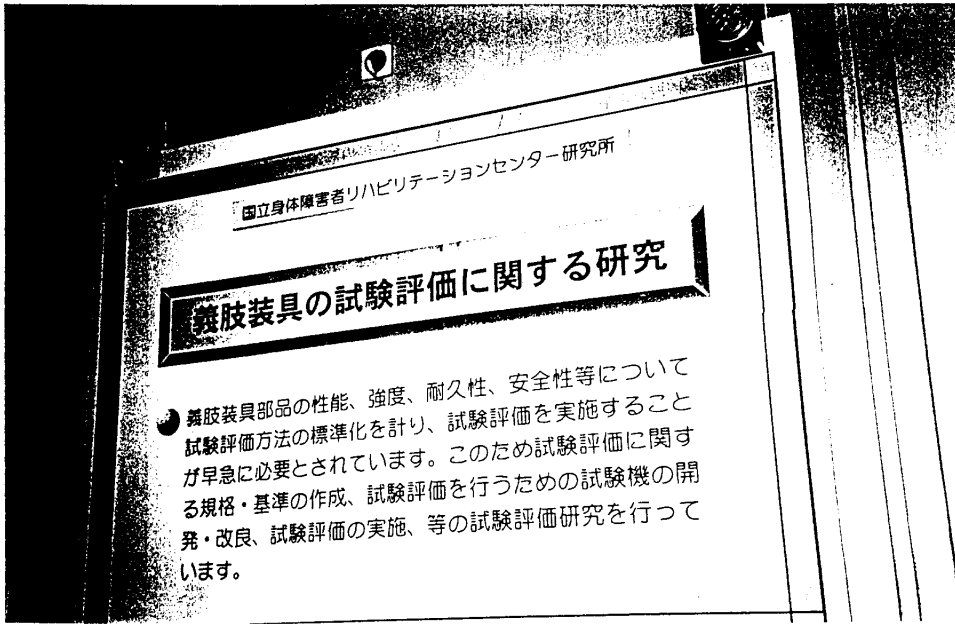 国立身体障害者リハビリテーションセンター研究所
義肢装具の試験評価に関する研究
義肢装具部品の性能、強度、耐久性、安全性等について
試験評価方法の標準化を計り、試験評価を実施すること
が早急に必要とされています。このため試験評価に関す
る規格・基準の作成、試験評価を行うための試験機の開
発・改良、試験評価の実施、等の試験評価研究を行って
います。